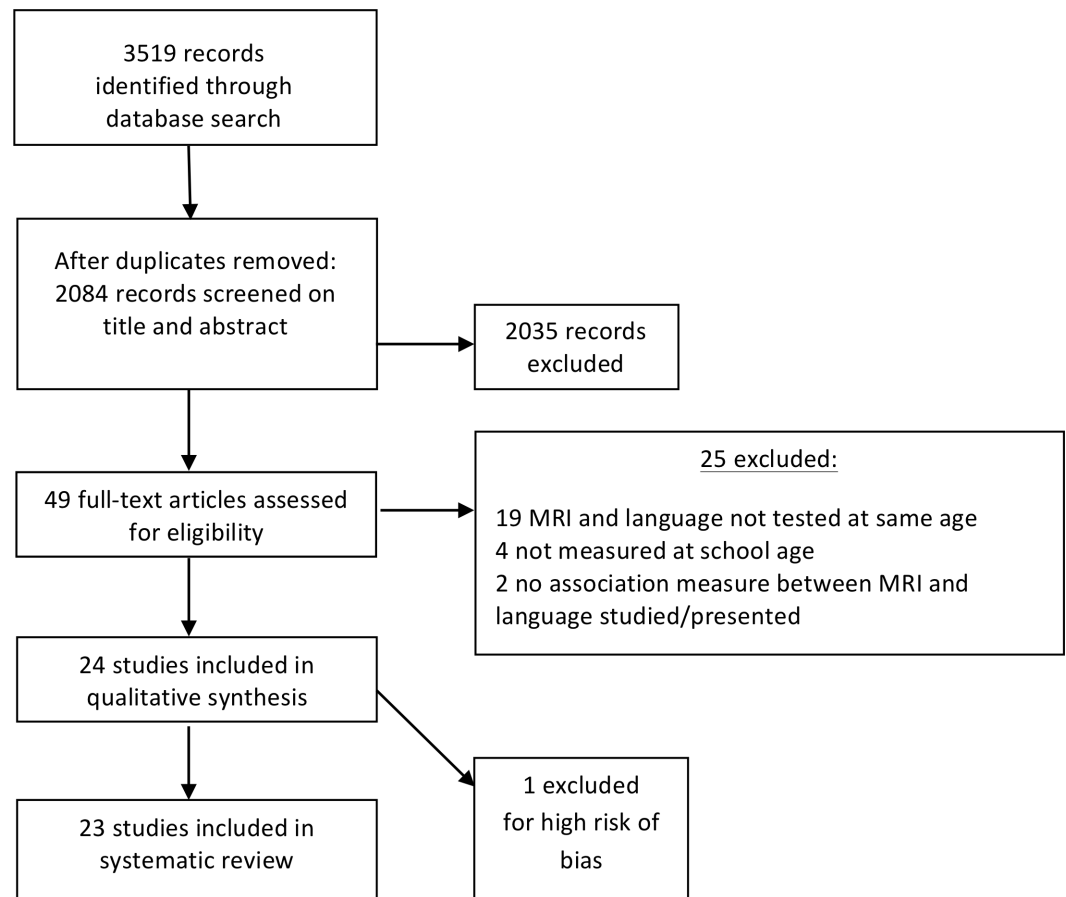 3519 records
identified through
database search
After duplicates removed:
2084 records screened on
title and abstract
2035 records
excluded
49 full-text articles assessed
for eligibility
25 excluded:
19 MRI and language not tested at same age
4 not measured at school age
2 no association measure between MRI and
language studied/presented
24 studies included in
qualitative synthesis
1 excluded
for high risk of
bias
23 studies included in
systematic review